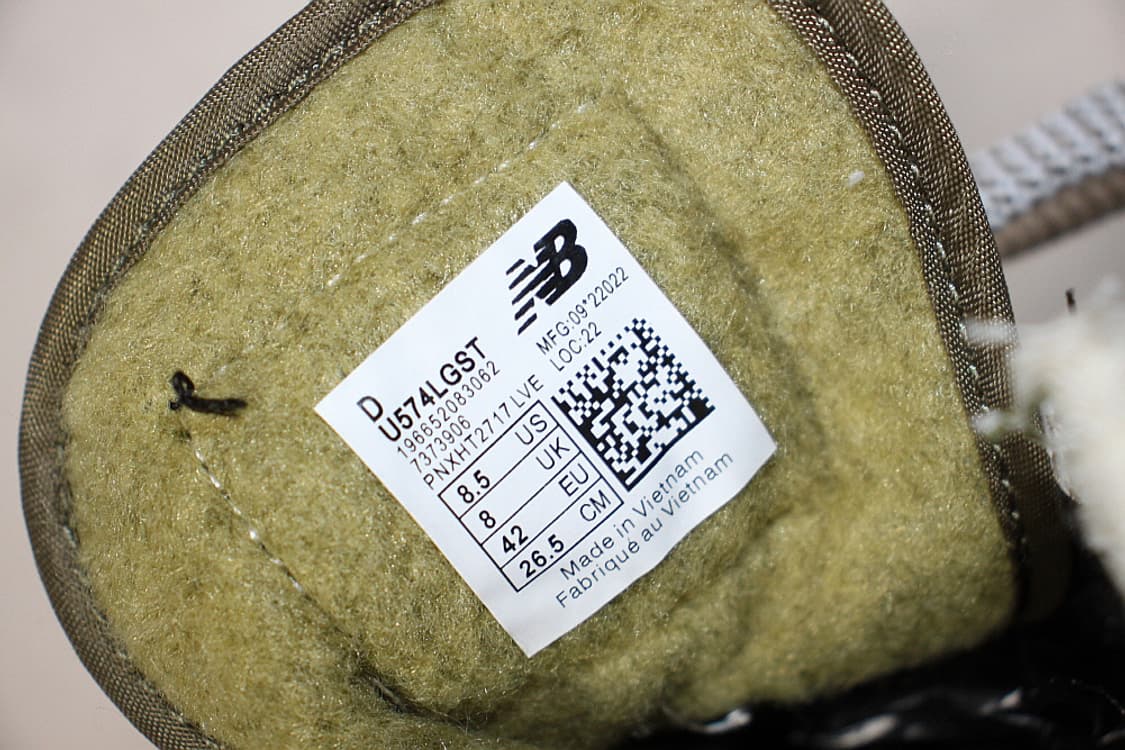 NB
D
U574LGST
196652083062
7373906
PNXHT2717 LVE
MFG:09*22022
LOC:22
8.5 US
8 UK
42 EU
26.5 CM
Made in Vietnam
Fabriqué au Vietnam